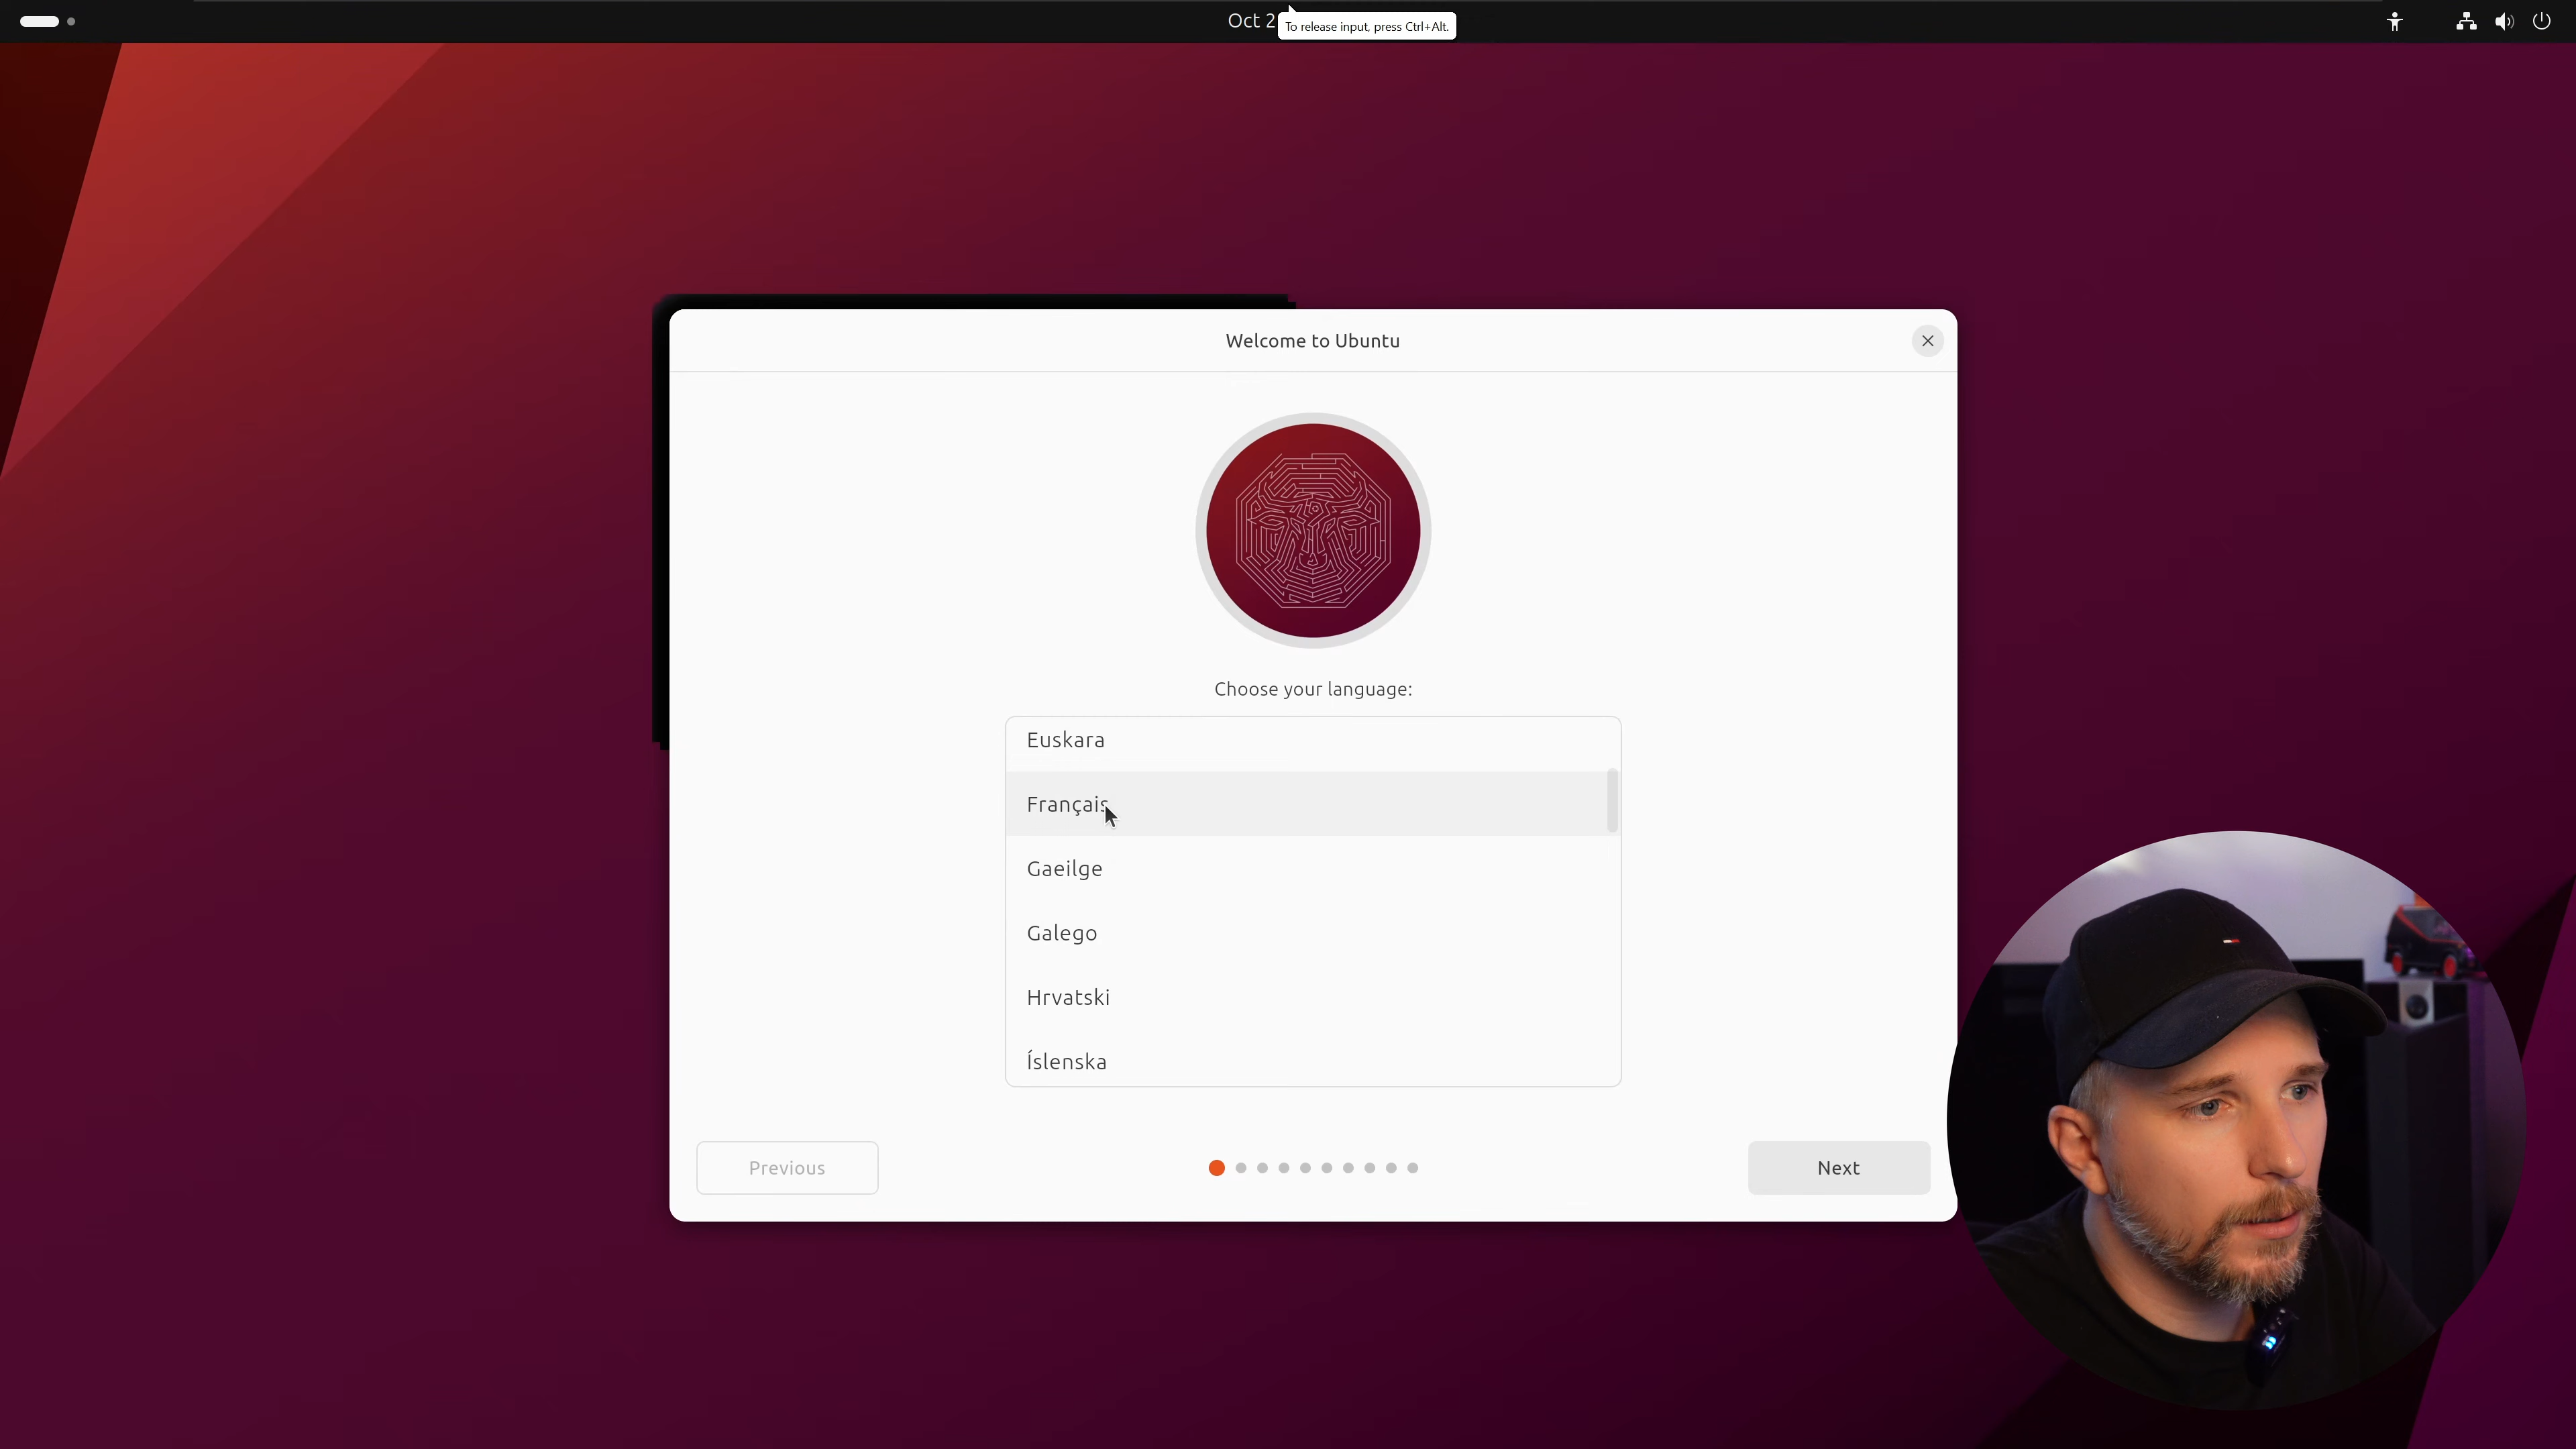 Oct 2
To release input, press Ctrl+Alt.
Welcome to Ubuntu
Choose your language:
Euskara
Français
Gaeilge
Galego
Hrvatski
Íslenska
Previous
Next